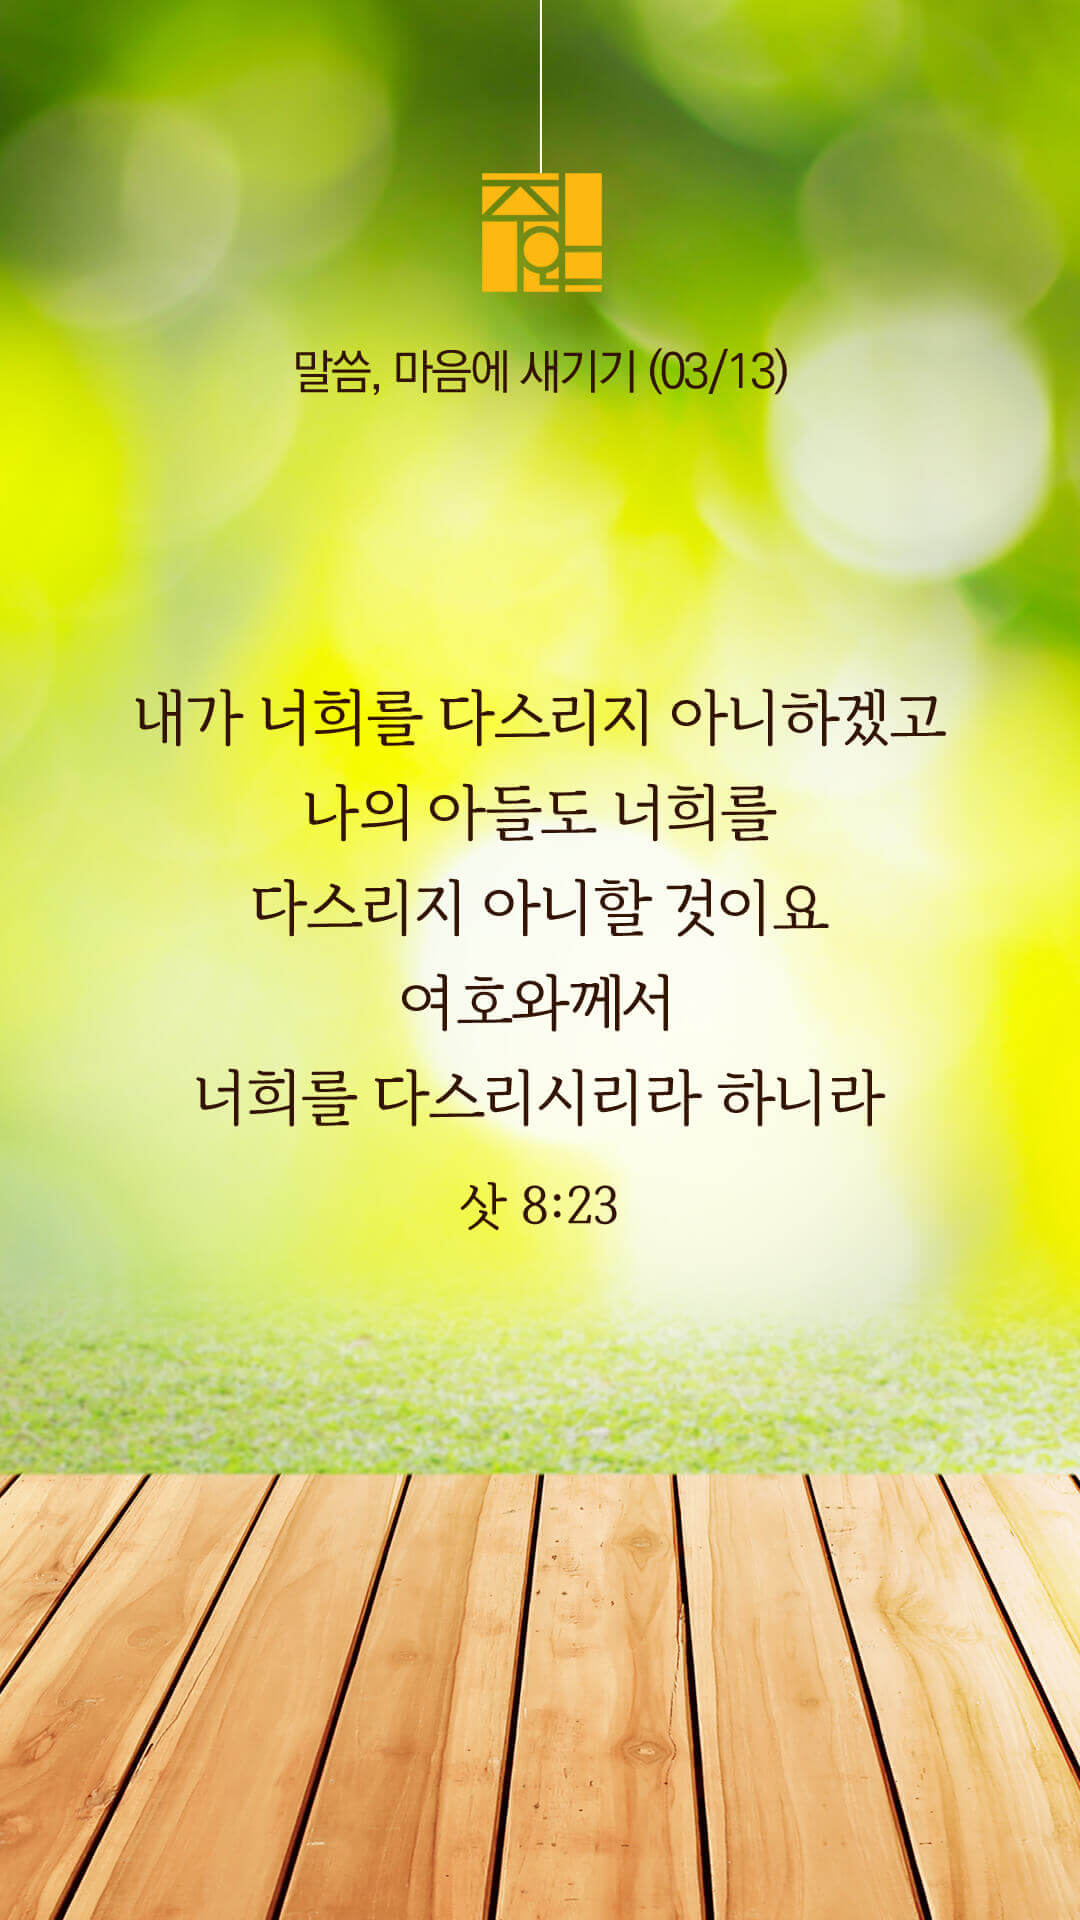 주인
말씀, 마음에 새기기 (03/13)
내가 너희를 다스리지 아니하겠고
나의 아들도 너희를
다스리지 아니할 것이요
여호와께서
너희를 다스리시리라 하니라
삿 8:23